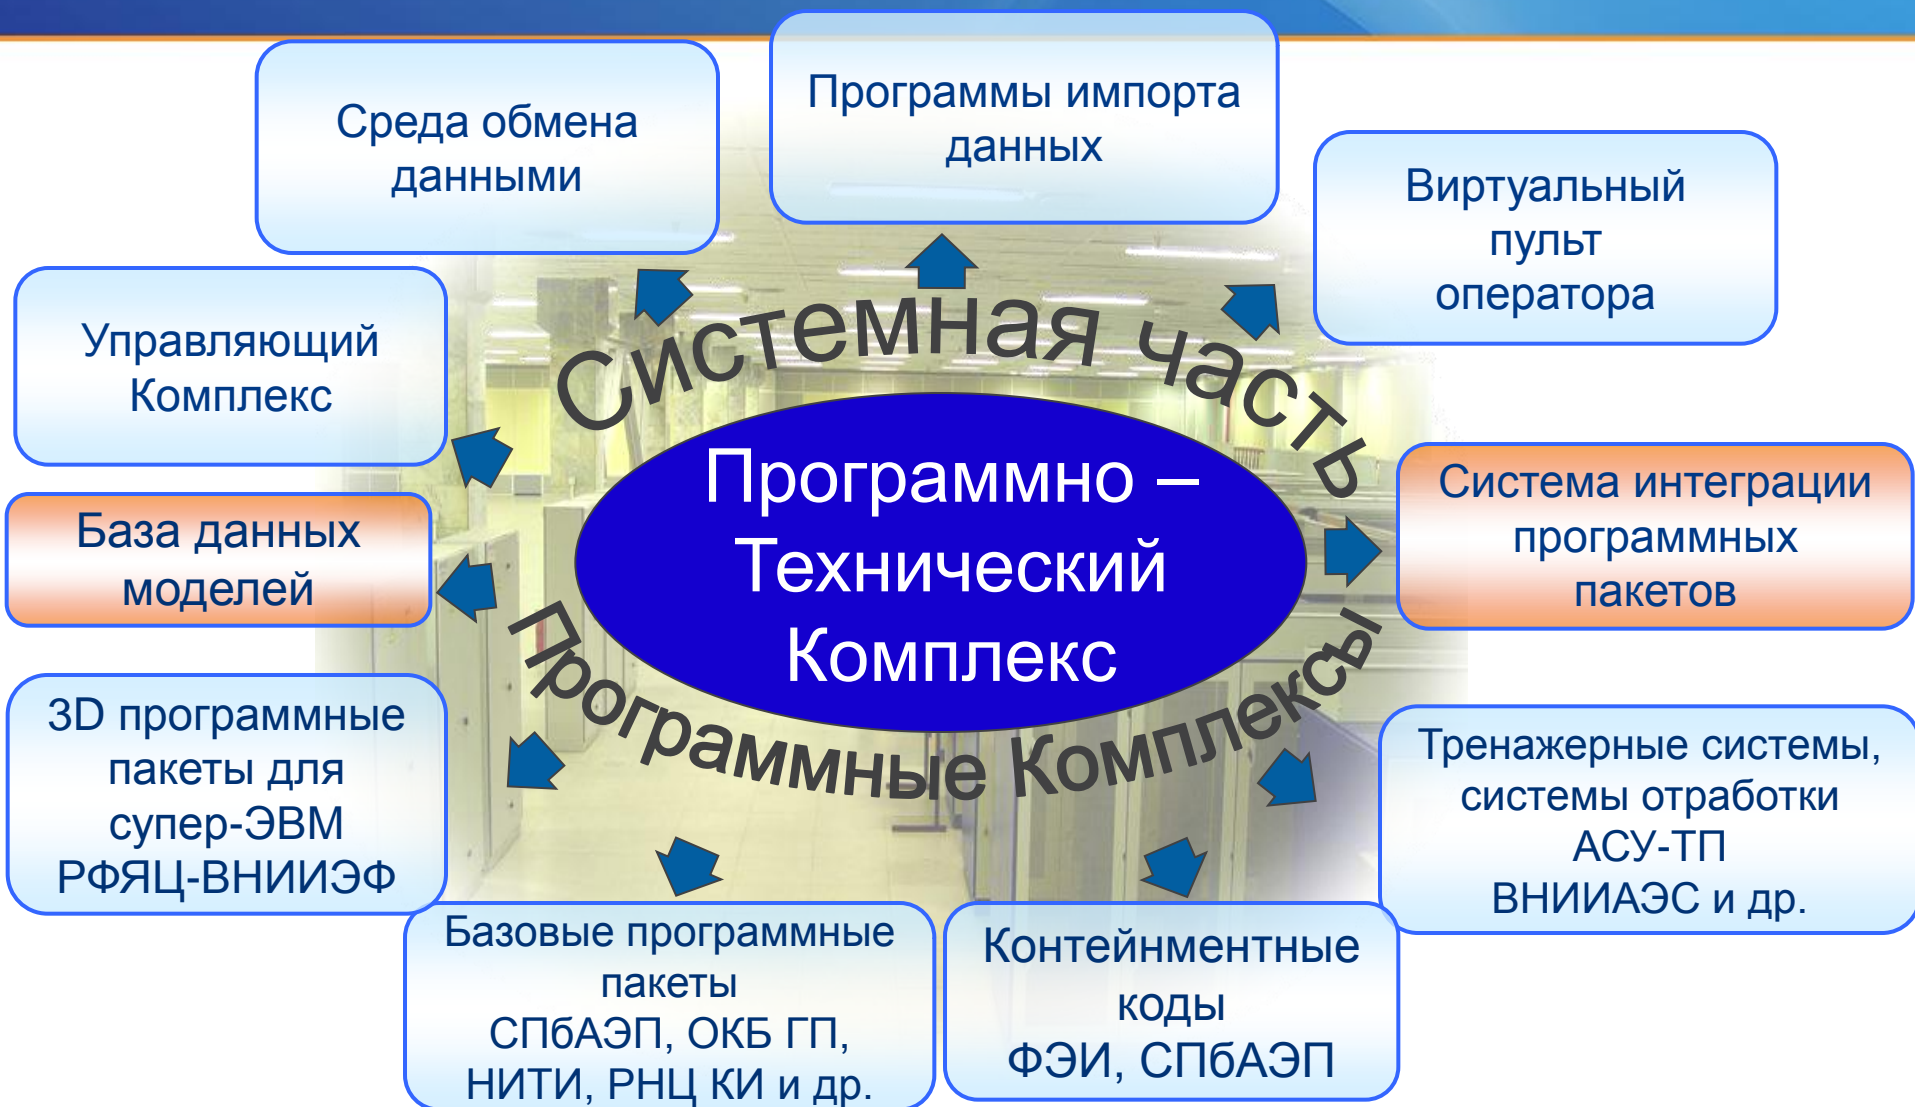 Среда обмена
данными
Программы импорта
данных
Виртуальный
пульт
оператора
Управляющий
Комплекс
Системная часть
База данных
моделей
Программно –
Технический
Комплекс
Система интеграции
программных
пакетов
Программные Комплексы
3D программные
пакеты для
супер-ЭВМ
РФЯЦ-ВНИИЭФ
Базовые программные
пакеты
СПбАЭП, ОКБ ГП,
НИТИ, РНЦ КИ и др.
Контейнментные
коды
ФЭИ, СПбАЭП
Тренажерные системы,
системы отработки
АСУ-ТП
ВНИИАЭС и др.